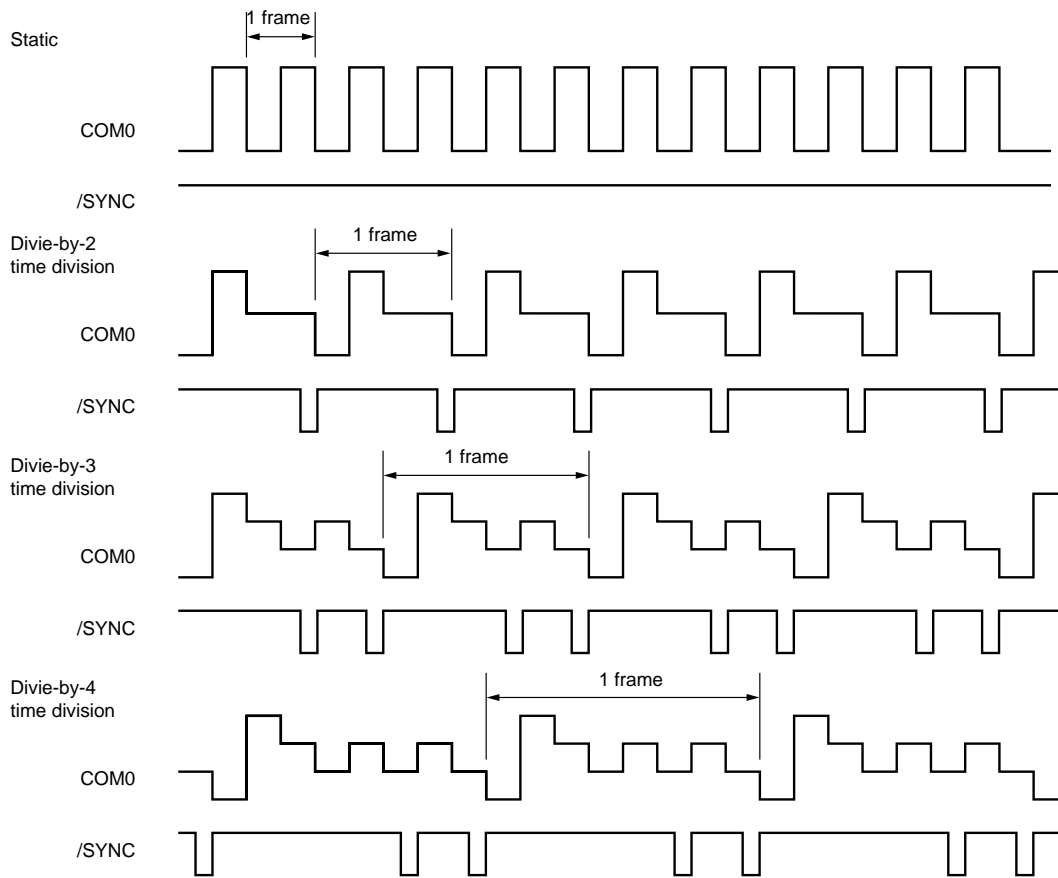 1 frame
Static
COM0
/SYNC
Divie-by-2
time division
1 frame
COM0
/SYNC
Divie-by-3
time division
1 frame
COM0
/SYNC
Divie-by-4
time division
1 frame
COM0
/SYNC